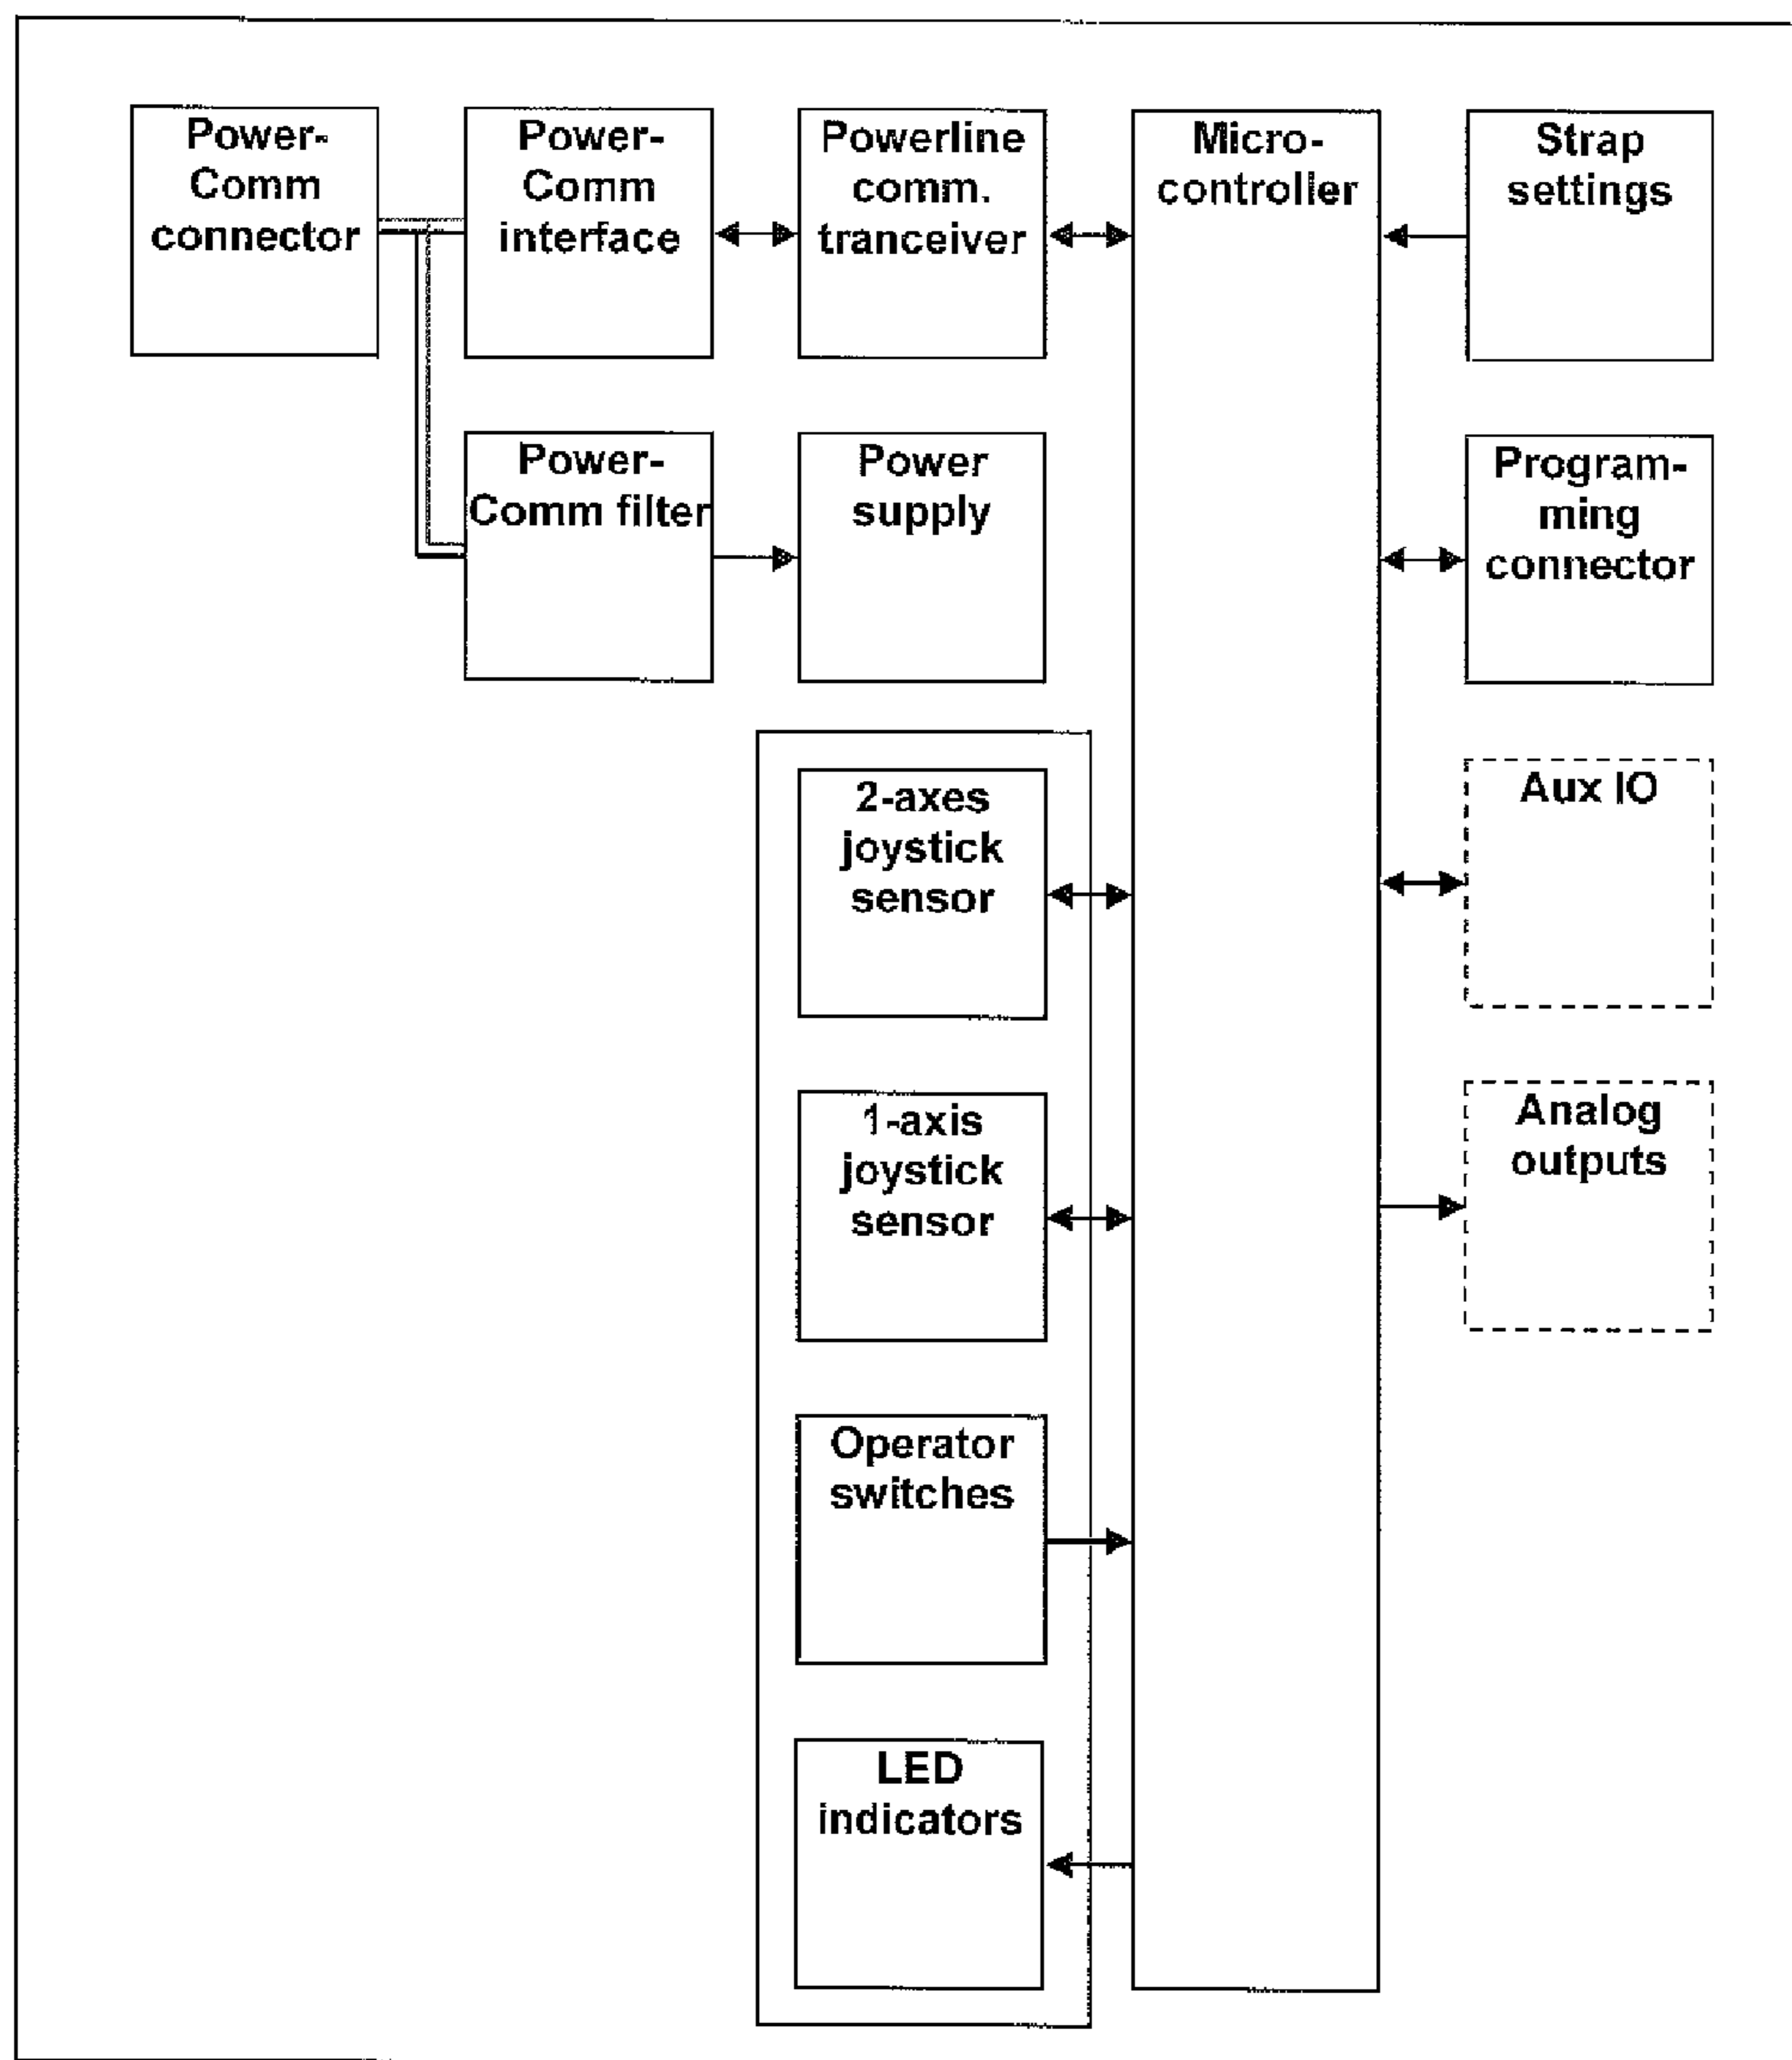 Power-
Comm
connector
Power-
Comm
interface
Powerline
comm.
tranceiver
Micro-
controller
Strap
settings
Power-
Comm filter
Power
supply
Program-
ming
connector
2-axes
joystick
sensor
Aux IO
1-axis
joystick
sensor
Analog
outputs
Operator
switches
LED
indicators